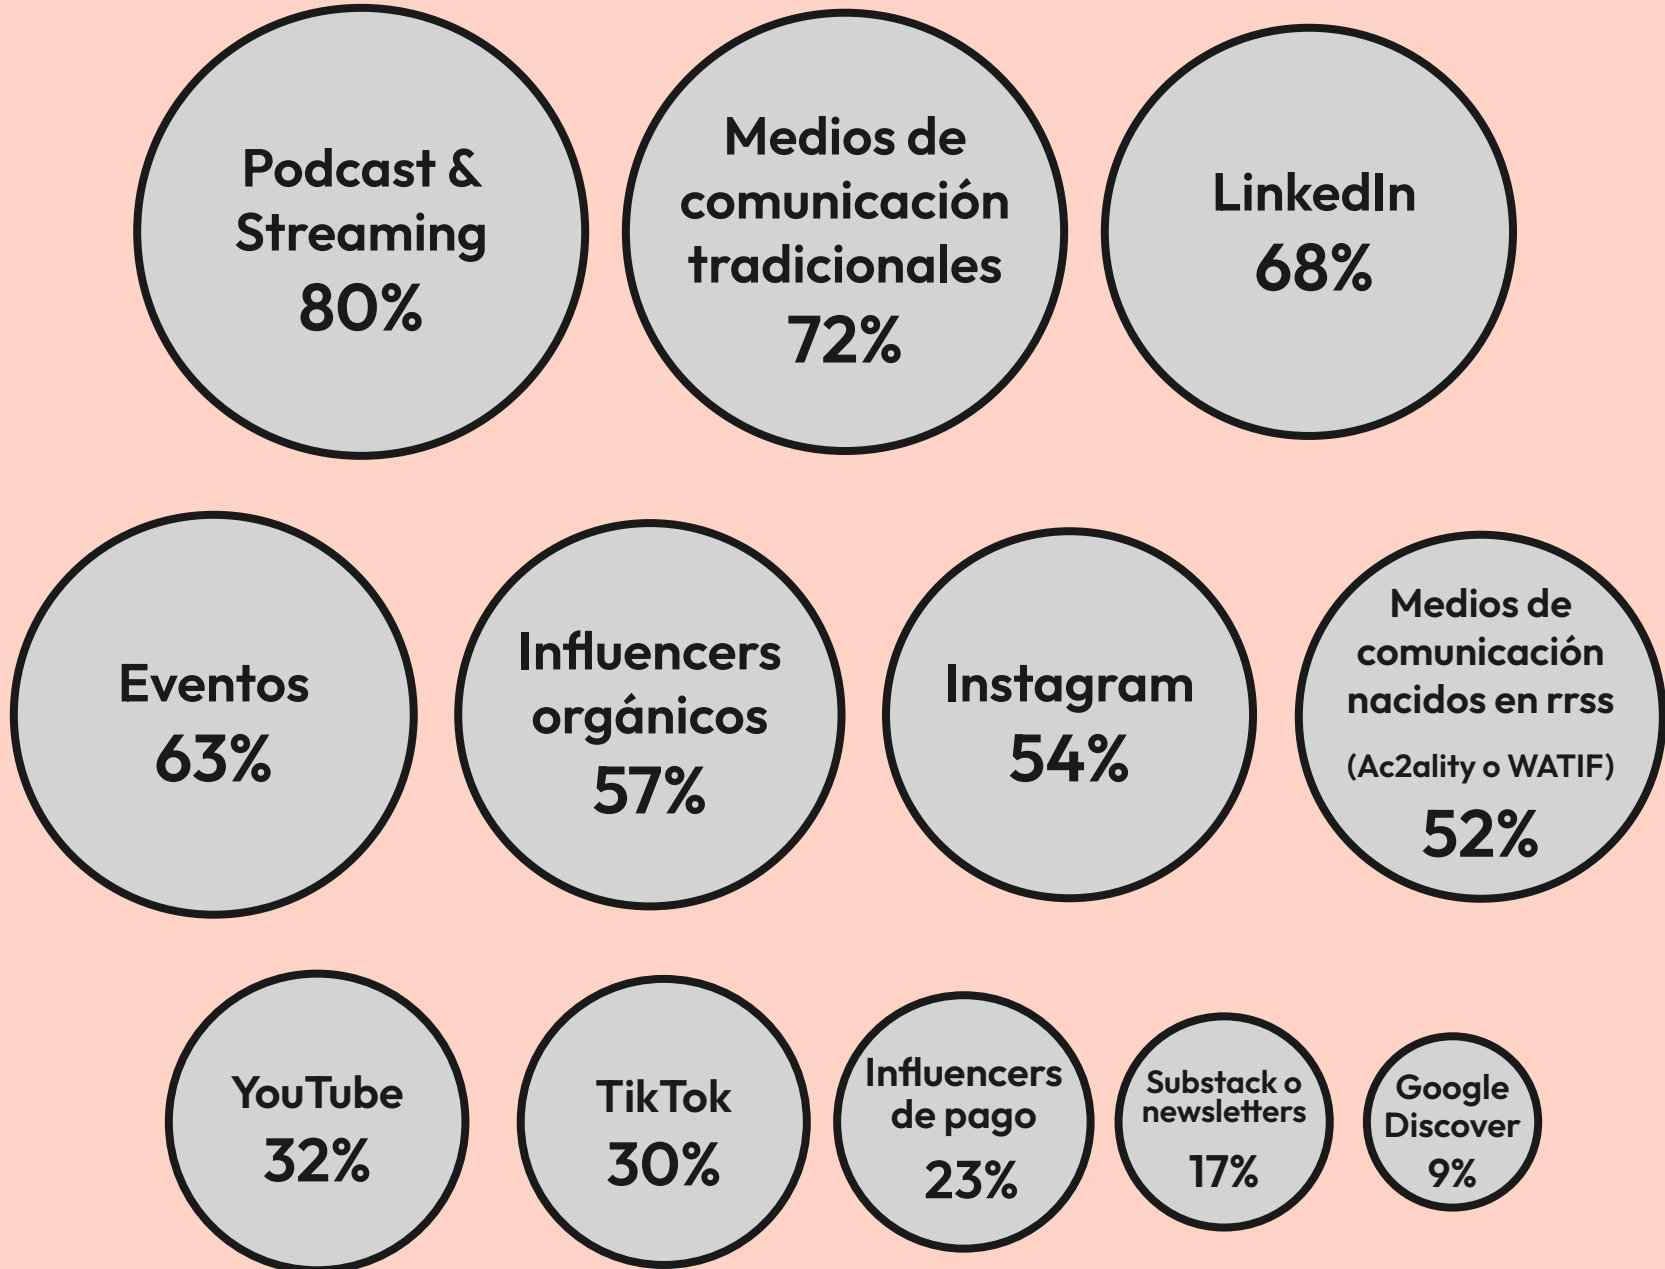 Podcast &
Streaming
80%
Medios de
comunicación
tradicionales
72%
LinkedIn
68%
Eventos
63%
Influencers
orgánicos
57%
Instagram
54%
Medios de
comunicación
nacidos en rrss
(Ac2ality o WATIF)
52%
YouTube
32%
TikTok
30%
Influencers
de pago
23%
Substack o
newsletters
17%
Google
Discover
9%